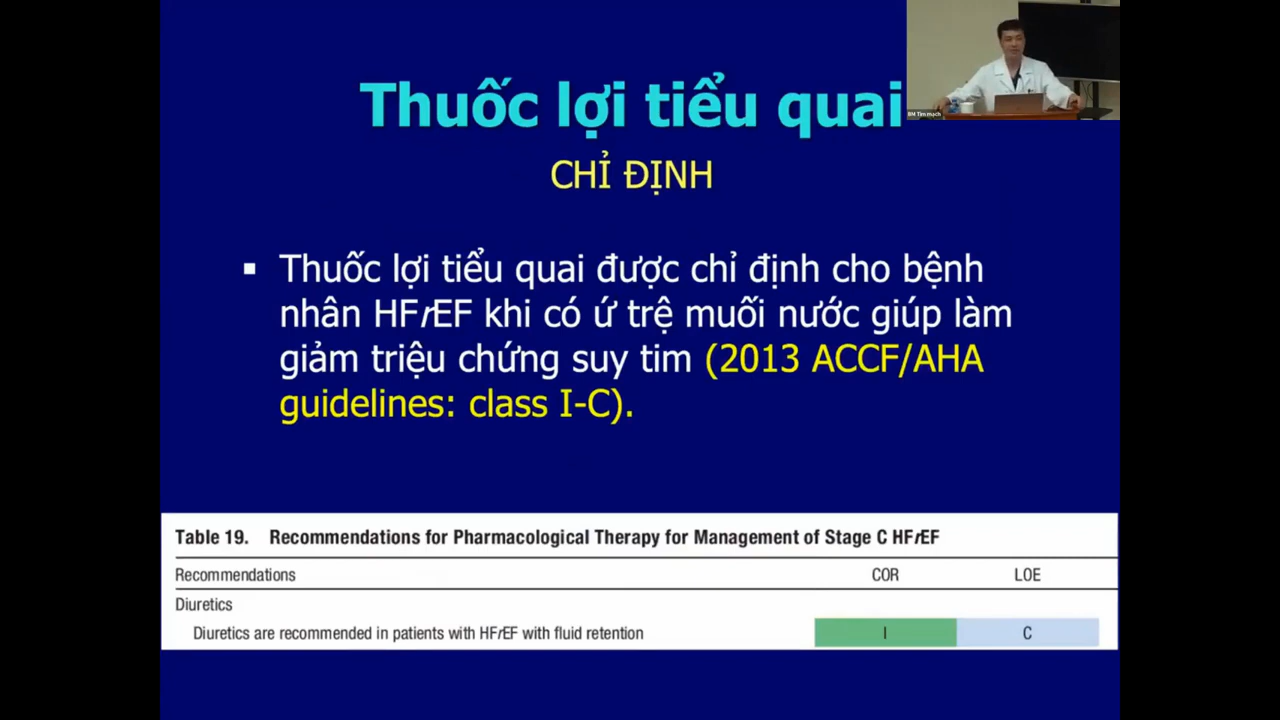 Thuốc lợi tiểu quai
BM Tim mạch
CHỈ ĐỊNH
▪ Thuốc lợi tiểu quai được chỉ định cho bệnh
nhân HFrEF khi có ứ trệ muối nước giúp làm
giảm triệu chứng suy tim (2013 ACCF/AHA
guidelines: class I-C).
Table 19. Recommendations for Pharmacological Therapy for Management of Stage C HFrEF
Recommendations COR LOE
Diuretics
Diuretics are recommended in patients with HFrEF with fluid retention I C